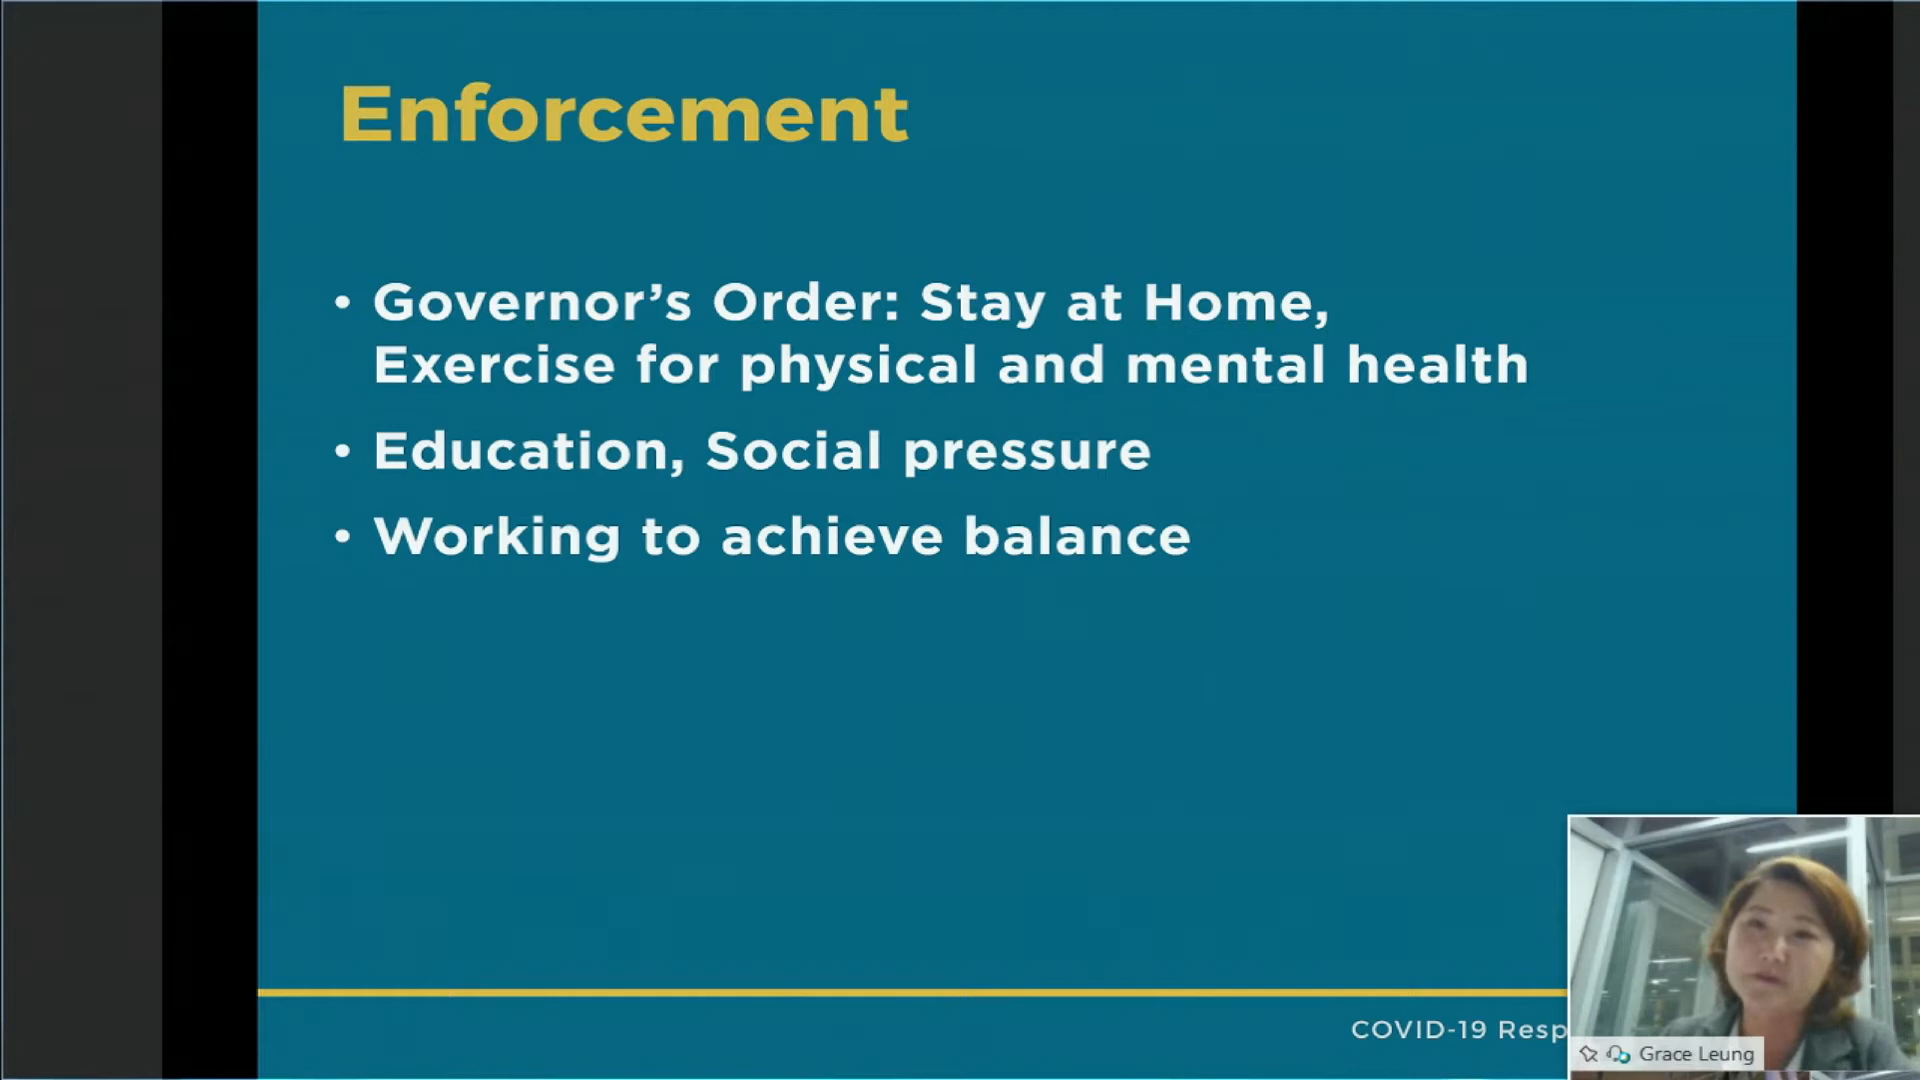 Enforcement
• Governor’s Order: Stay at Home,
Exercise for physical and mental health
• Education, Social pressure
• Working to achieve balance
COVID-19 Resp
Grace Leung